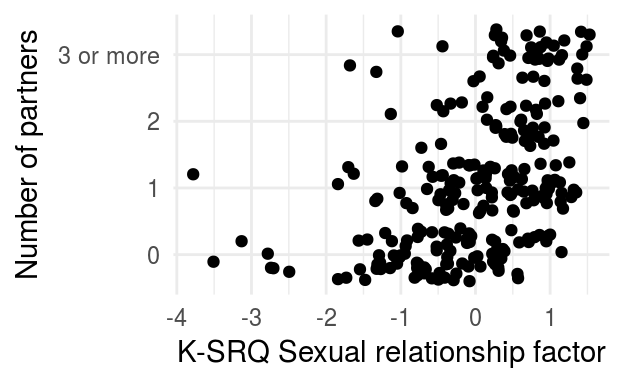 Number of partners
3 or more
2
1
0
-4 -3 -2 -1 0 1
K-SRQ Sexual relationship factor